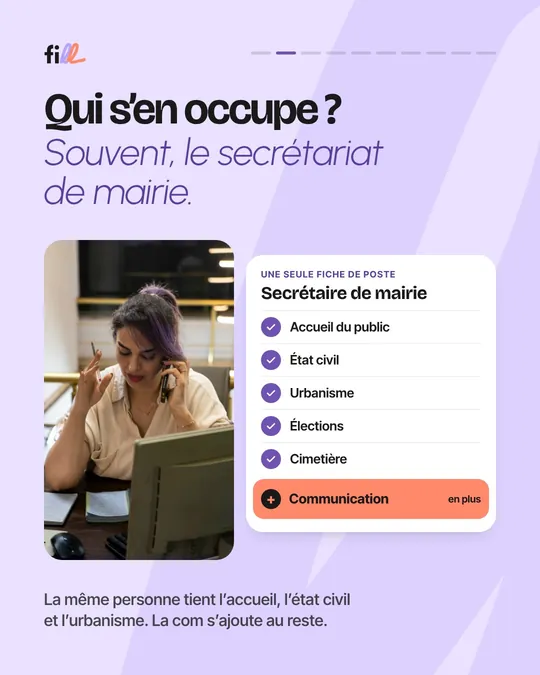 fill
Qui s'en occupe ?
Souvent, le secrétariat
de mairie.
UNE SEULE FICHE DE POSTE
Secrétaire de mairie
Accueil du public
État civil
Urbanisme
Élections
Cimetière
Communication en plus
La même personne tient l'accueil, l'état civil
et l'urbanisme. La com s'ajoute au reste.